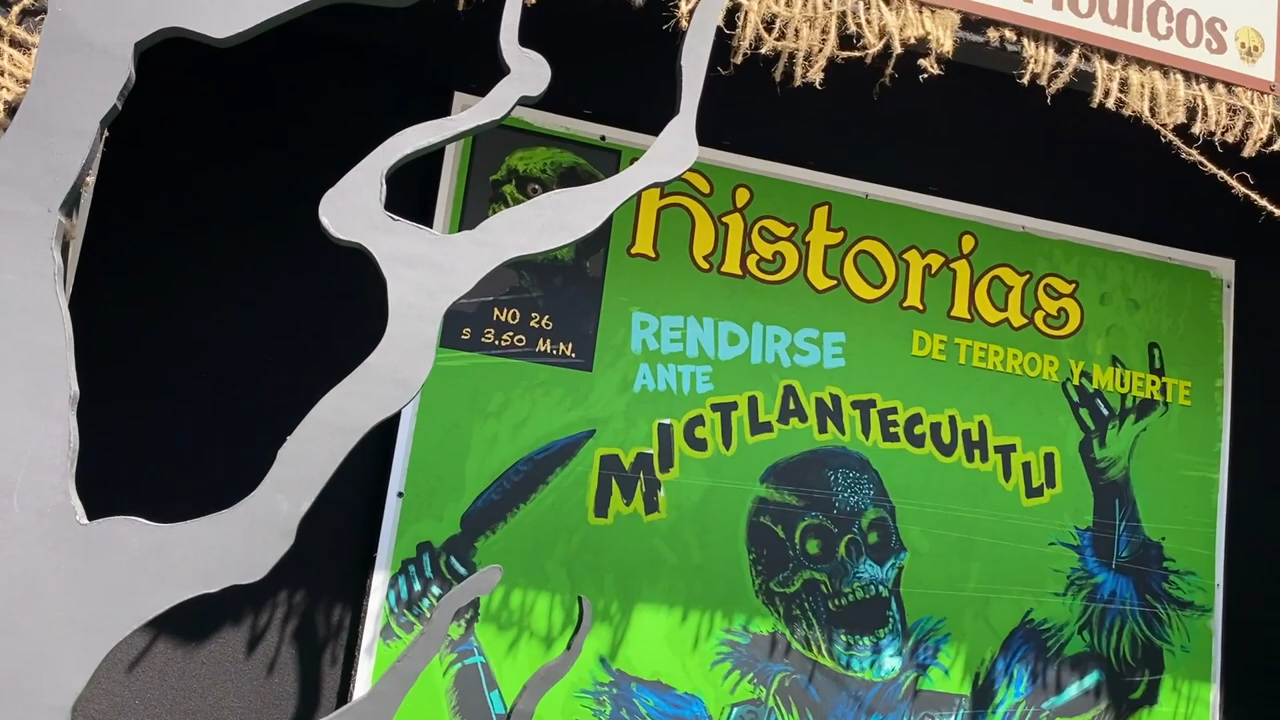 NO 26
$ 3.50 M.N.
Historias
DE TERROR Y MUERTE
RENDIRSE
ANTE
MICTLANTECUHTLI